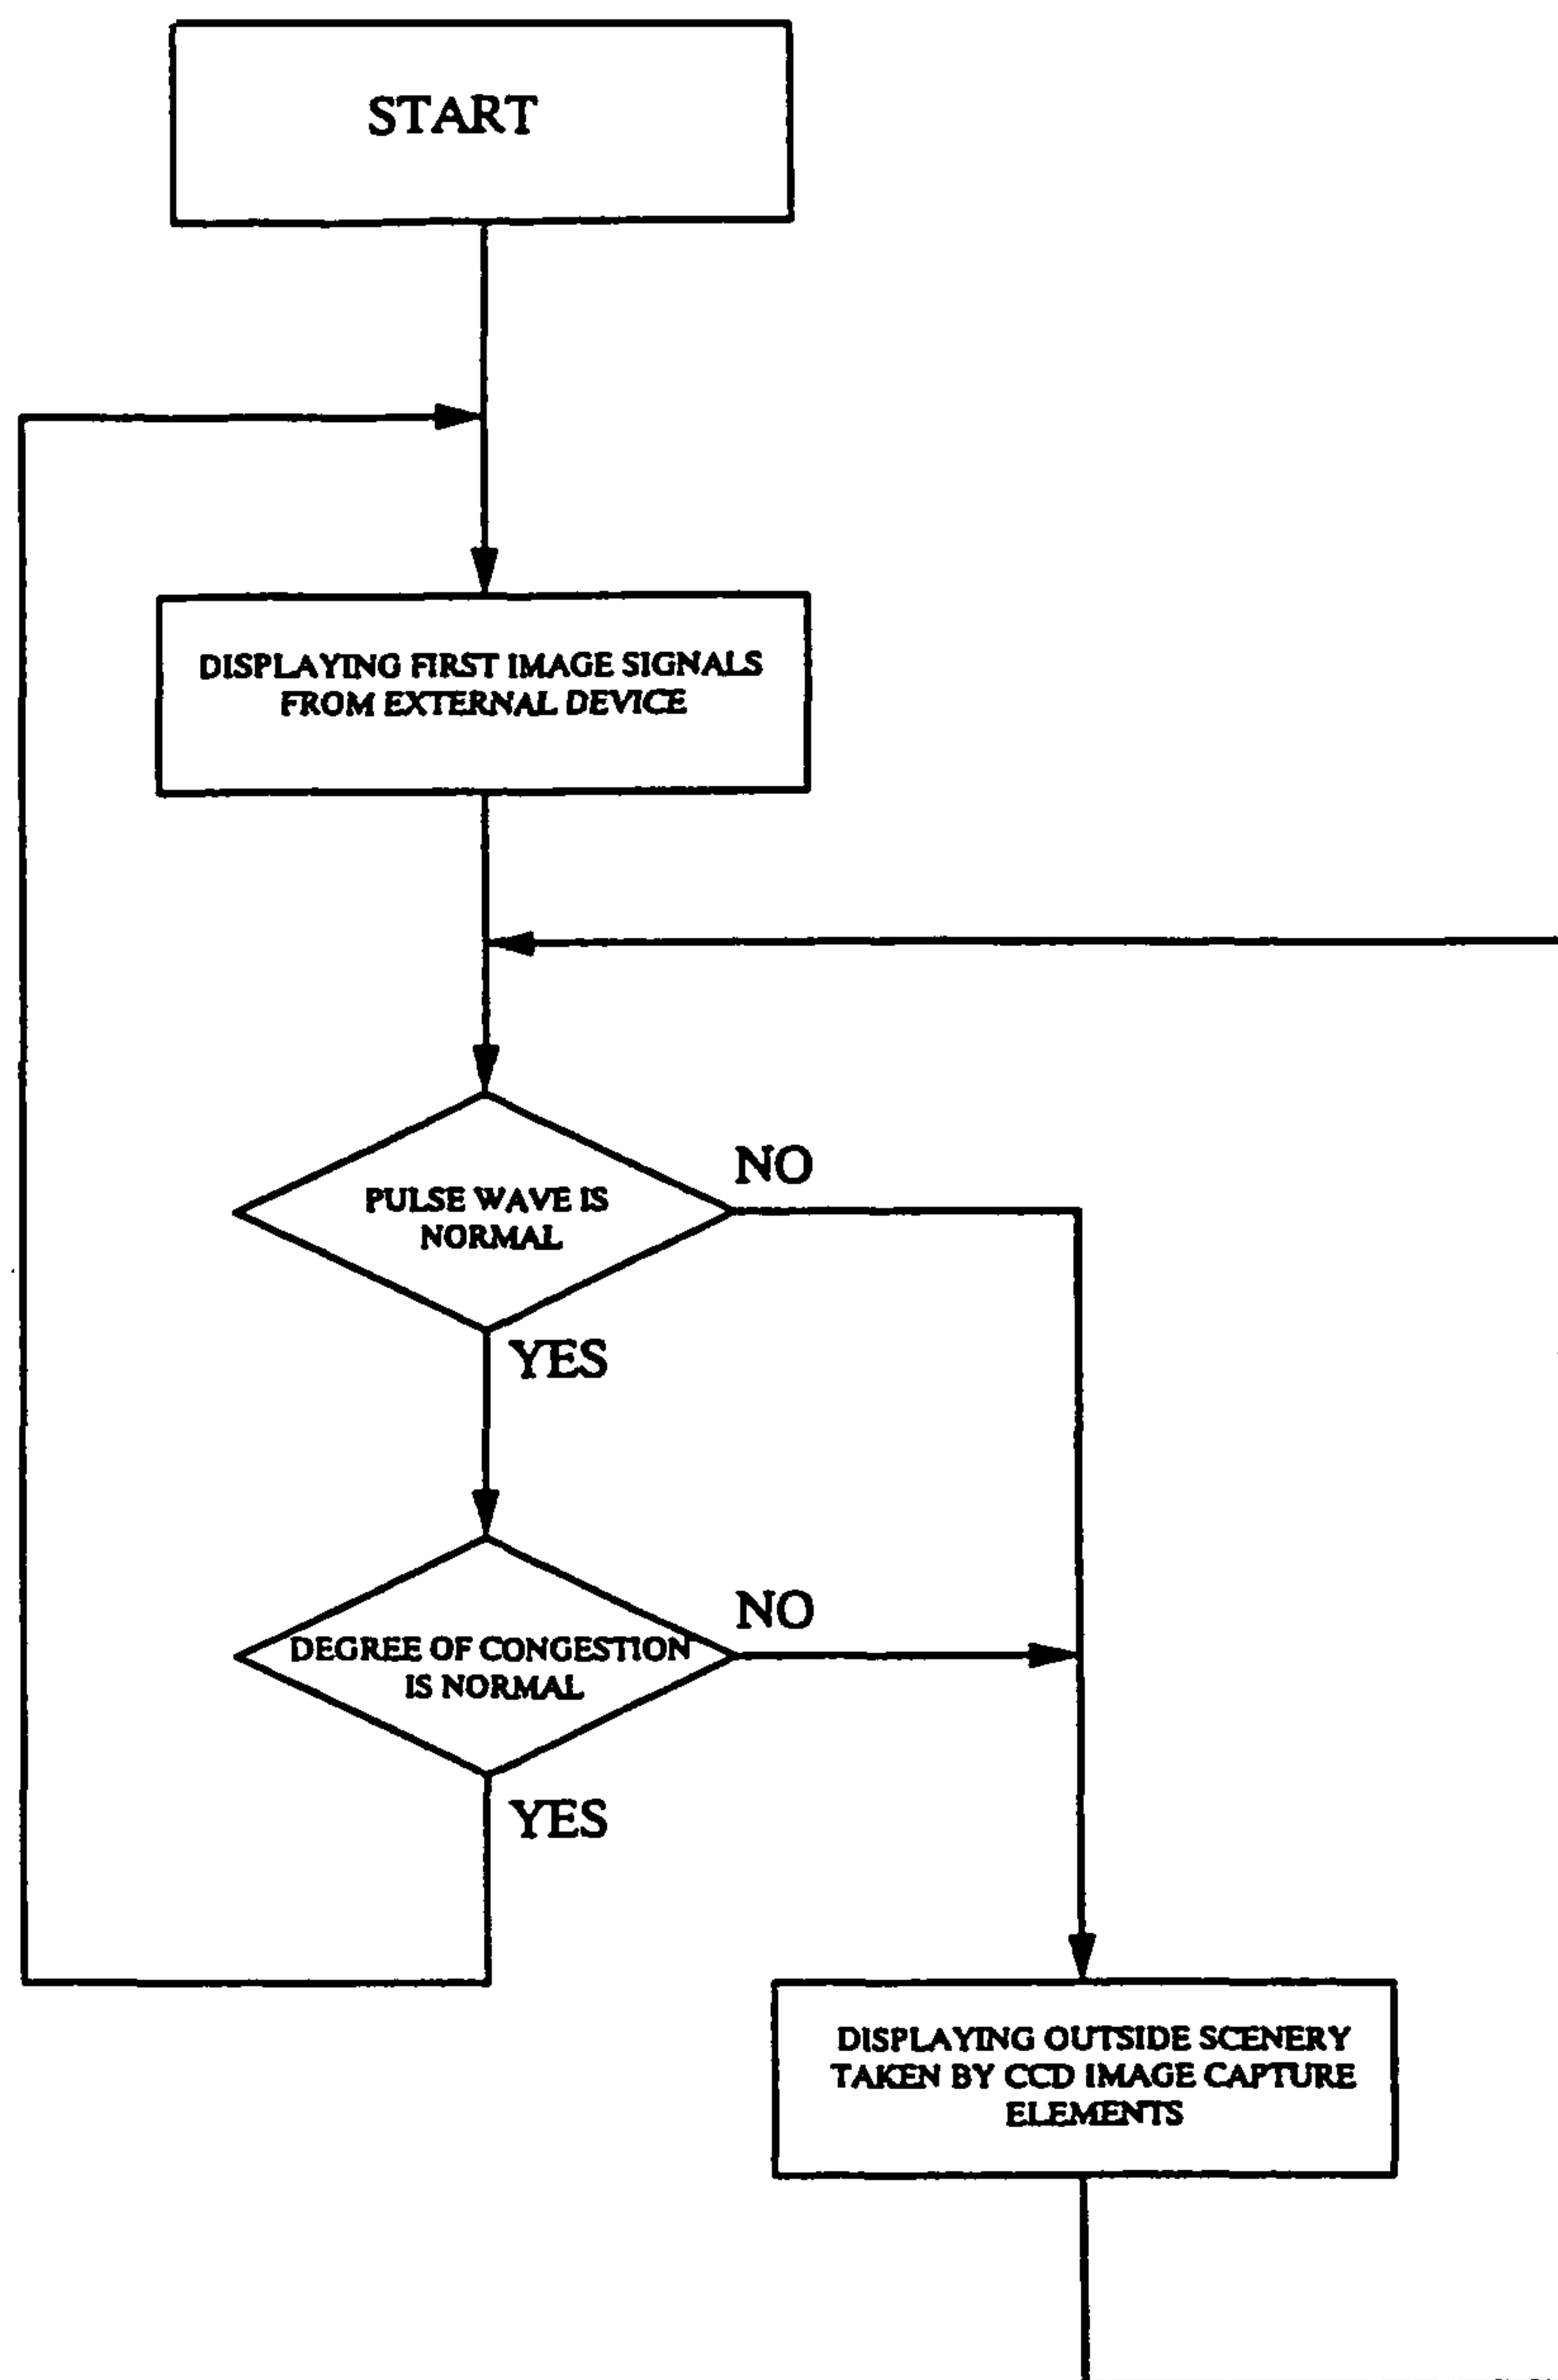 START
DISPLAYING FIRST IMAGE SIGNALS
FROM EXTERNAL DEVICE
NO
PULSE WAVE IS
NORMAL
YES
NO
DEGREE OF CONGESTION
IS NORMAL
YES
DISPLAYING OUTSIDE SCENERY
TAKEN BY CCD IMAGE CAPTURE
ELEMENTS